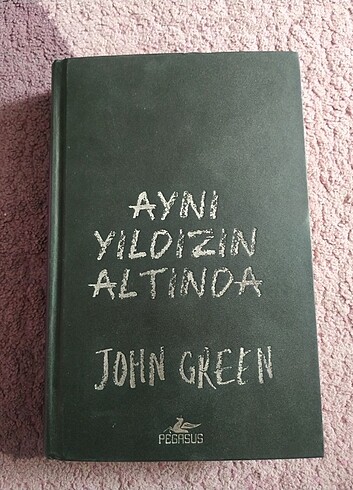 AYNI
YILDIZIN
ALTINDA
JOHN GREEN
PEGASUS